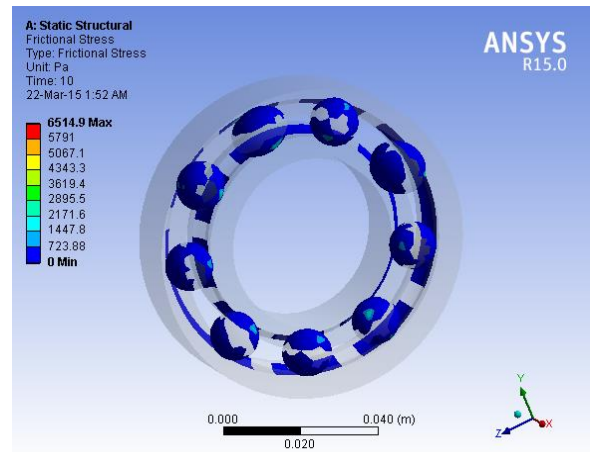 A: Static Structural
Frictional Stress
Type: Frictional Stress
Unit: Pa
Time: 10
22-Mar-15 1:52 AM
6514.9 Max
5791
5067.1
4343.3
3619.4
2895.5
2171.6
1447.8
723.88
0 Min
ANSYS
R15.0
0.000
0.040 (m)
0.020
Y
Z
X